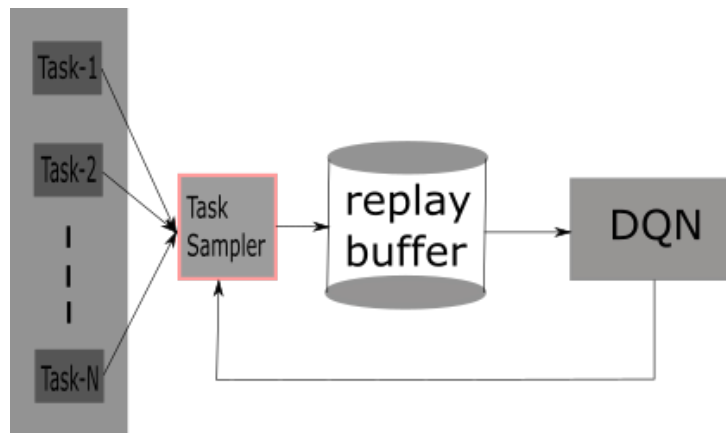 Task-1
Task-2
Task-N
Task
Sampler
replay
buffer
DQN